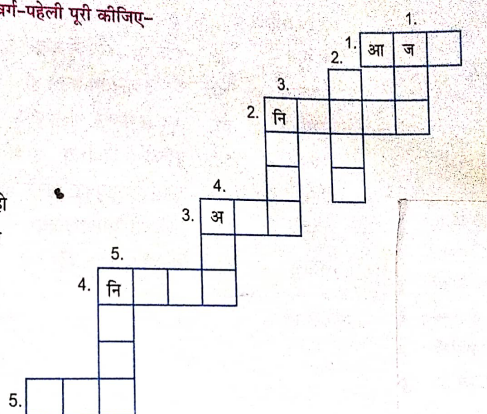 वर्ग-पहेली पूरी कीजिए-
1.
1. आ ज
2.
3.
2. नि
4.
3. अ
5.
4. नि
5.